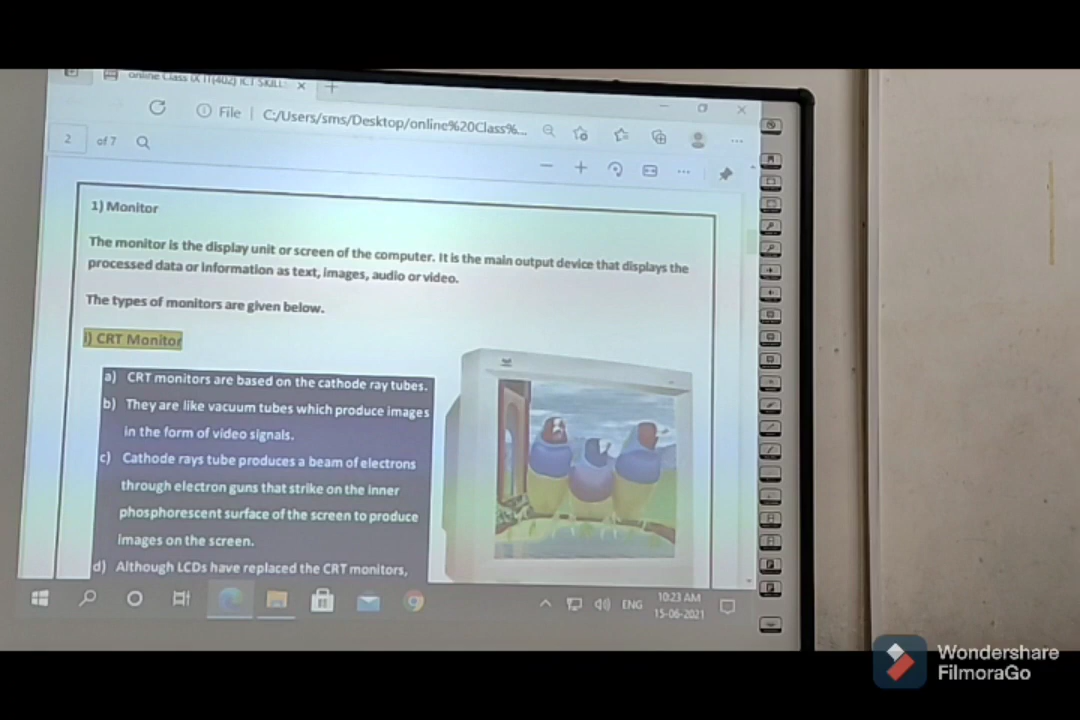 online Class IX IT(402) ICT SKILL
File | C:/Users/sms/Desktop/online%20Class%...
2 of 7
1) Monitor
The monitor is the display unit or screen of the computer. It is the main output device that displays the
processed data or information as text, images, audio or video.
The types of monitors are given below.
i) CRT Monitor
a) CRT monitors are based on the cathode ray tubes.
b) They are like vacuum tubes which produce images
in the form of video signals.
c) Cathode rays tube produces a beam of electrons
through electron guns that strike on the inner
phosphorescent surface of the screen to produce
images on the screen.
d) Although LCDs have replaced the CRT monitors,
ENG
10:23 AM
15-06-2021
Wondershare
FilmoraGo